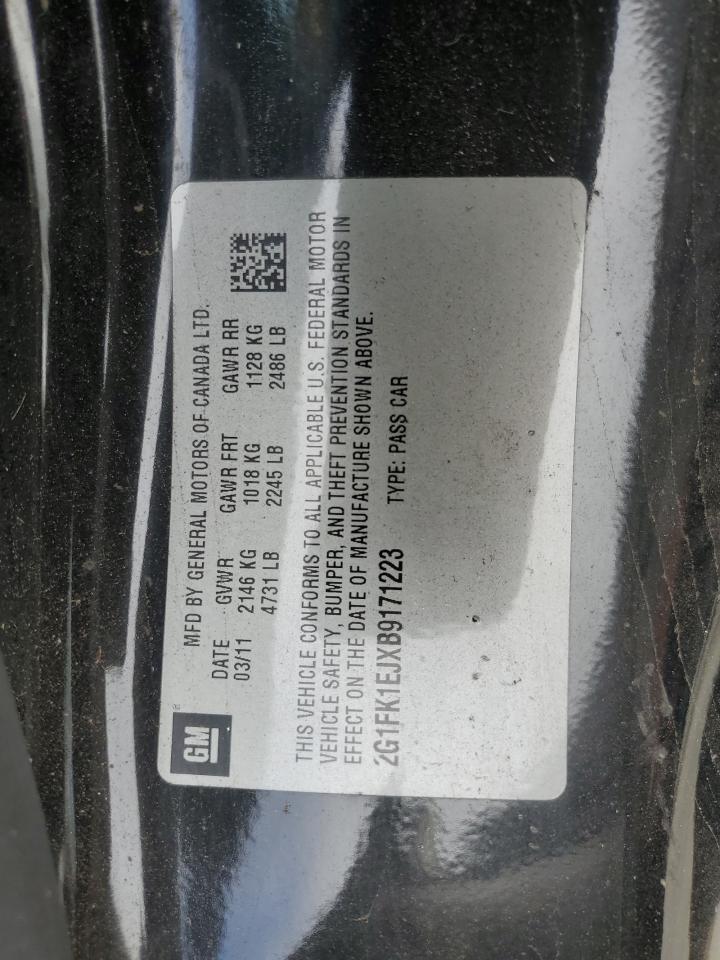 GM
MFD BY GENERAL MOTORS OF CANADA LTD.
DATE GVWR GAWR FRT GAWR RR
03/11 2146 KG 1018 KG 1128 KG
4731 LB 2245 LB 2486 LB
THIS VEHICLE CONFORMS TO ALL APPLICABLE U.S. FEDERAL MOTOR
VEHICLE SAFETY, BUMPER, AND THEFT PREVENTION STANDARDS IN
EFFECT ON THE DATE OF MANUFACTURE SHOWN ABOVE.
2G1FK1EJXB9171223 TYPE: PASS CAR